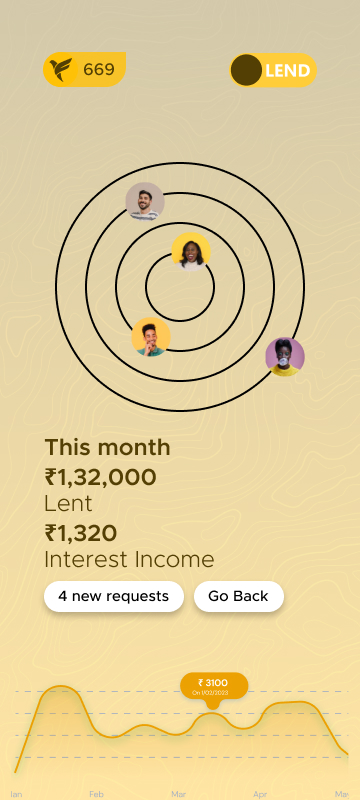 669
LEND
This month
₹1,32,000
Lent
₹1,320
Interest Income
4 new requests
Go Back
₹ 3100
On 1/02/2023
Jan Feb Mar Apr May